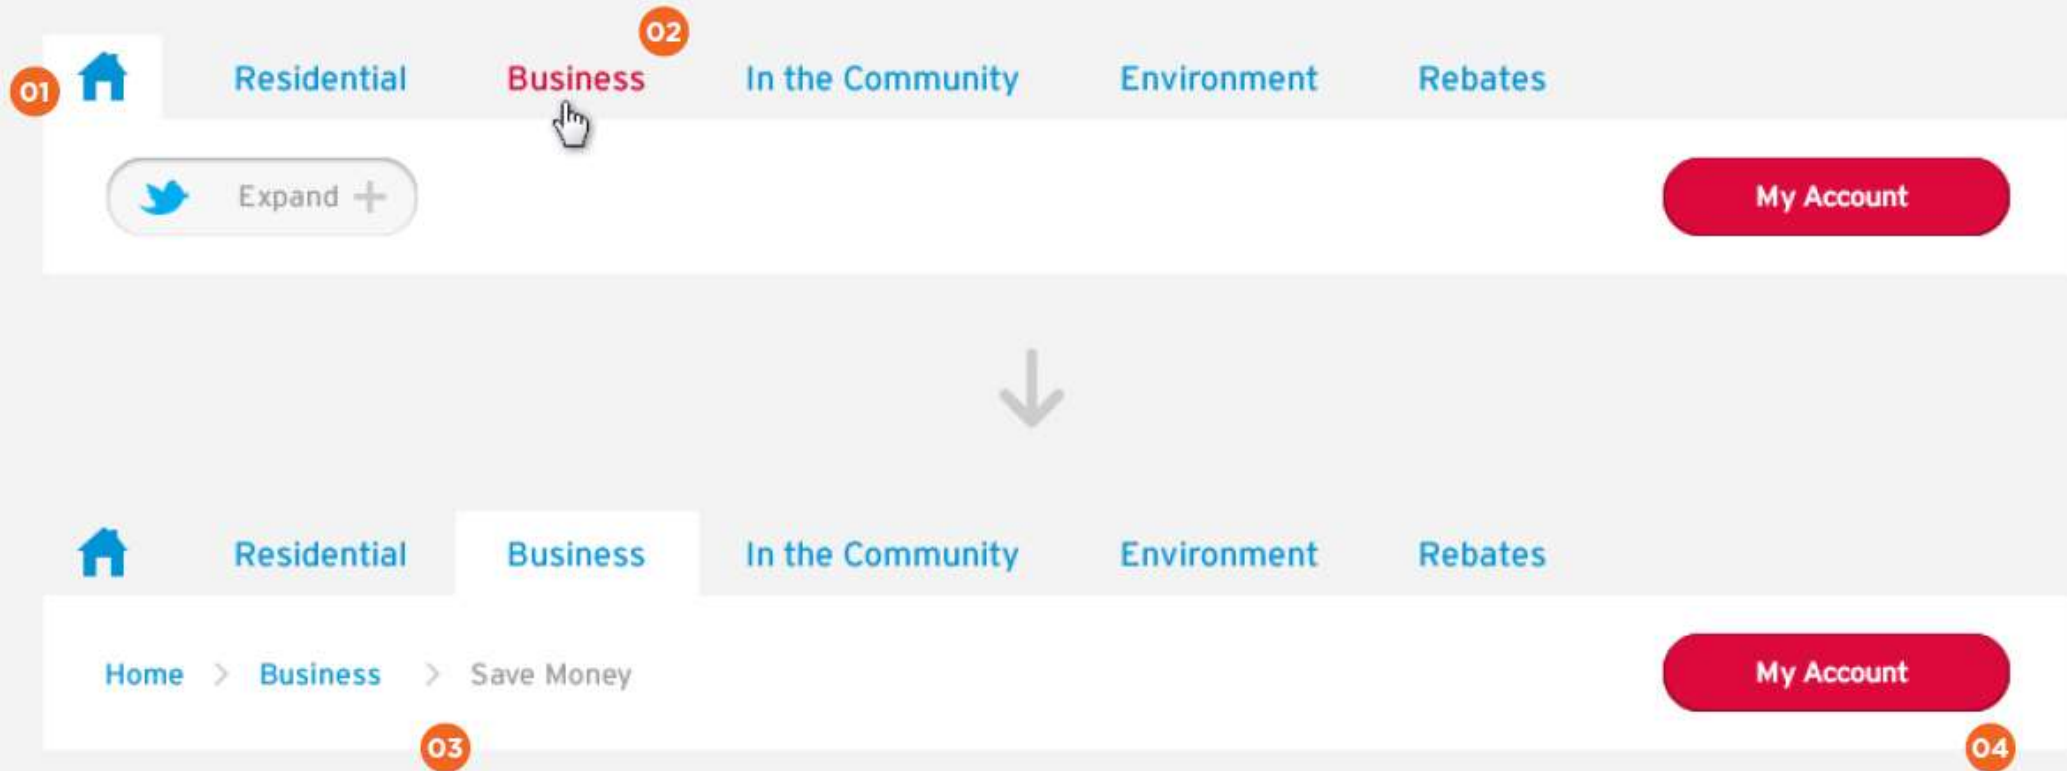 02
01 Residential Business In the Community Environment Rebates
Expand + My Account
Residential Business In the Community Environment Rebates
Home > Business > Save Money My Account
03 04